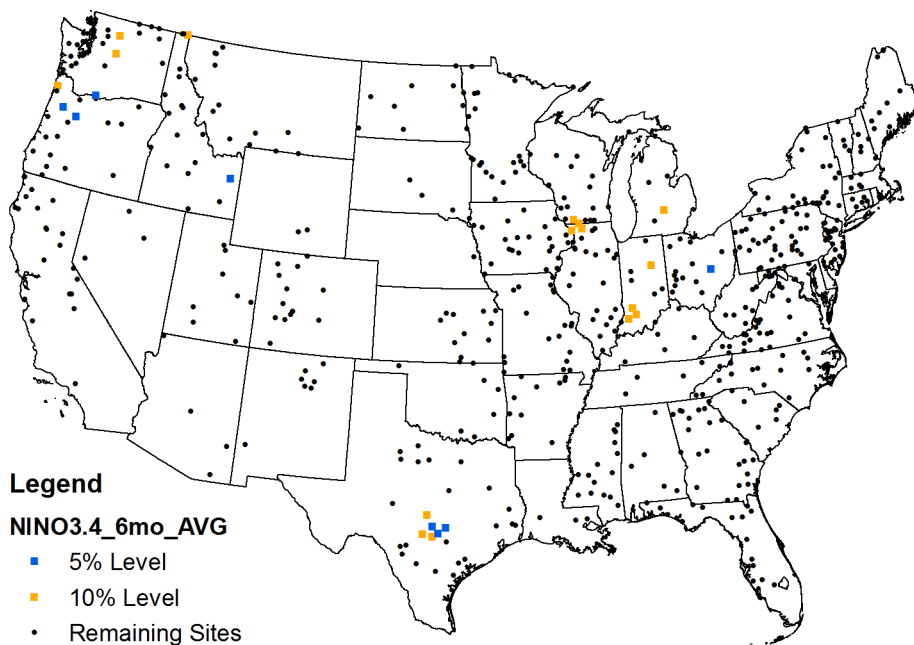 Legend
NINO3.4_6mo_AVG
5% Level
10% Level
Remaining Sites